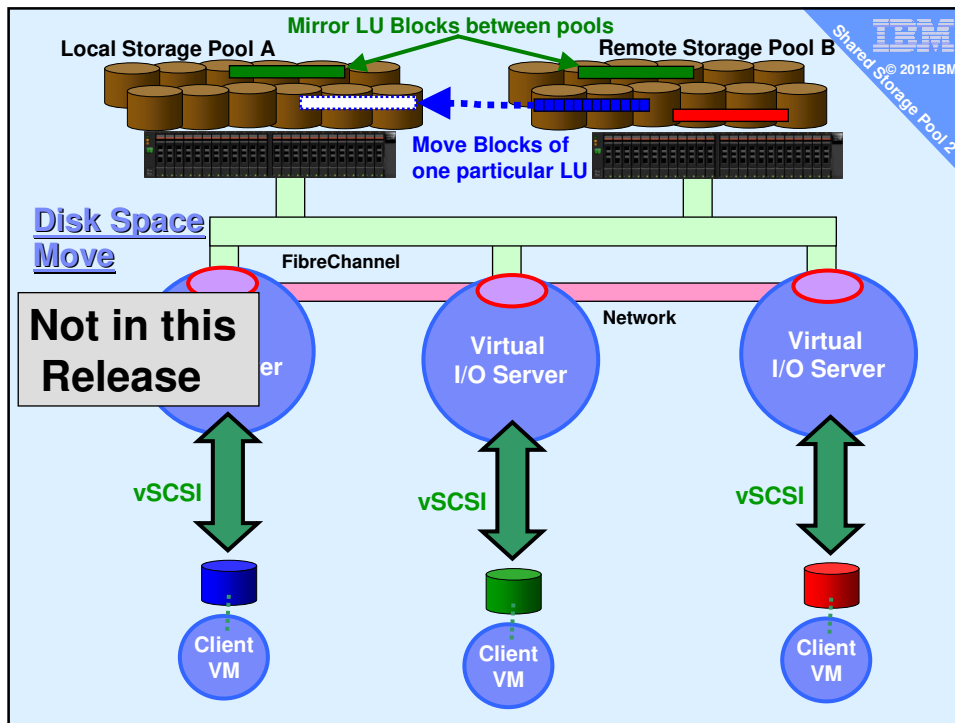 Mirror LU Blocks between pools
Local Storage Pool A
Remote Storage Pool B
IBM
© 2012 IBM
Shared Storage Pool 2
Move Blocks of
one particular LU
Disk Space
Move
FibreChannel
Network
Not in this
Release
er
Virtual
I/O Server
Virtual
I/O Server
vSCSI
vSCSI
vSCSI
Client
VM
Client
VM
Client
VM